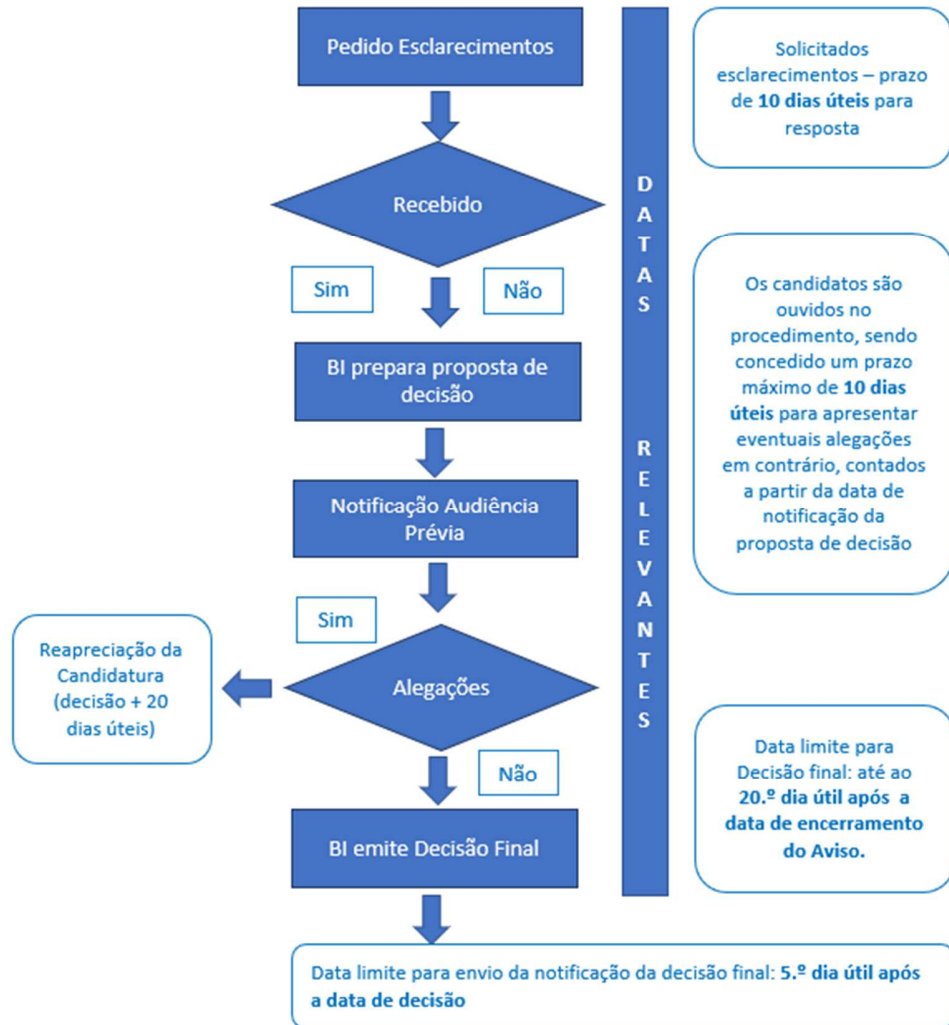 Pedido Esclarecimentos
Solicitados
esclarecimentos – prazo
de 10 dias úteis para
resposta
Recebido
Sim
Não
DATAS RELEVANTES
Os candidatos são
ouvidos no
procedimento, sendo
concedido um prazo
máximo de 10 dias
úteis para apresentar
eventuais alegações
em contrário, contados
a partir da data de
notificação da
proposta de decisão
BI prepara proposta de
decisão
Notificação Audiência
Prévia
Sim
Reapreciação da
Candidatura
(decisão + 20
dias úteis)
Alegações
Não
Data limite para
Decisão final: até ao
20.º dia útil após a
data de encerramento
do Aviso.
BI emite Decisão Final
Data limite para envio da notificação da decisão final: 5.º dia útil após
a data de decisão